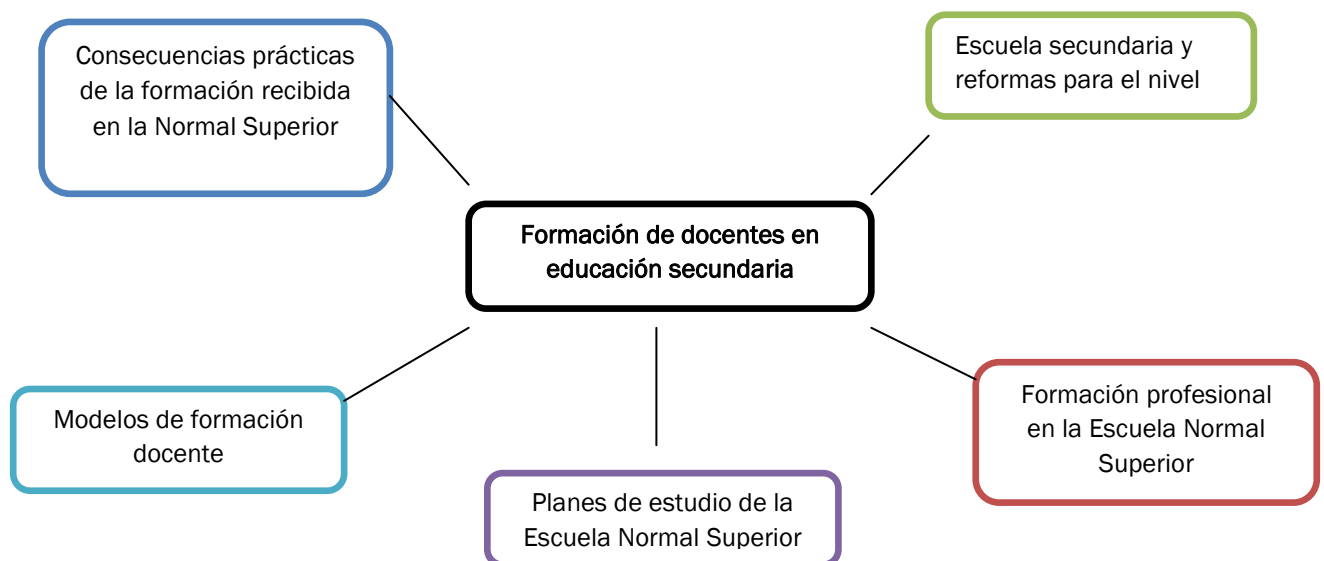 Consecuencias prácticas
de la formación recibida
en la Normal Superior
Escuela secundaria y
reformas para el nivel
Formación de docentes en
educación secundaria
Modelos de formación
docente
Planes de estudio de la
Escuela Normal Superior
Formación profesional
en la Escuela Normal
Superior